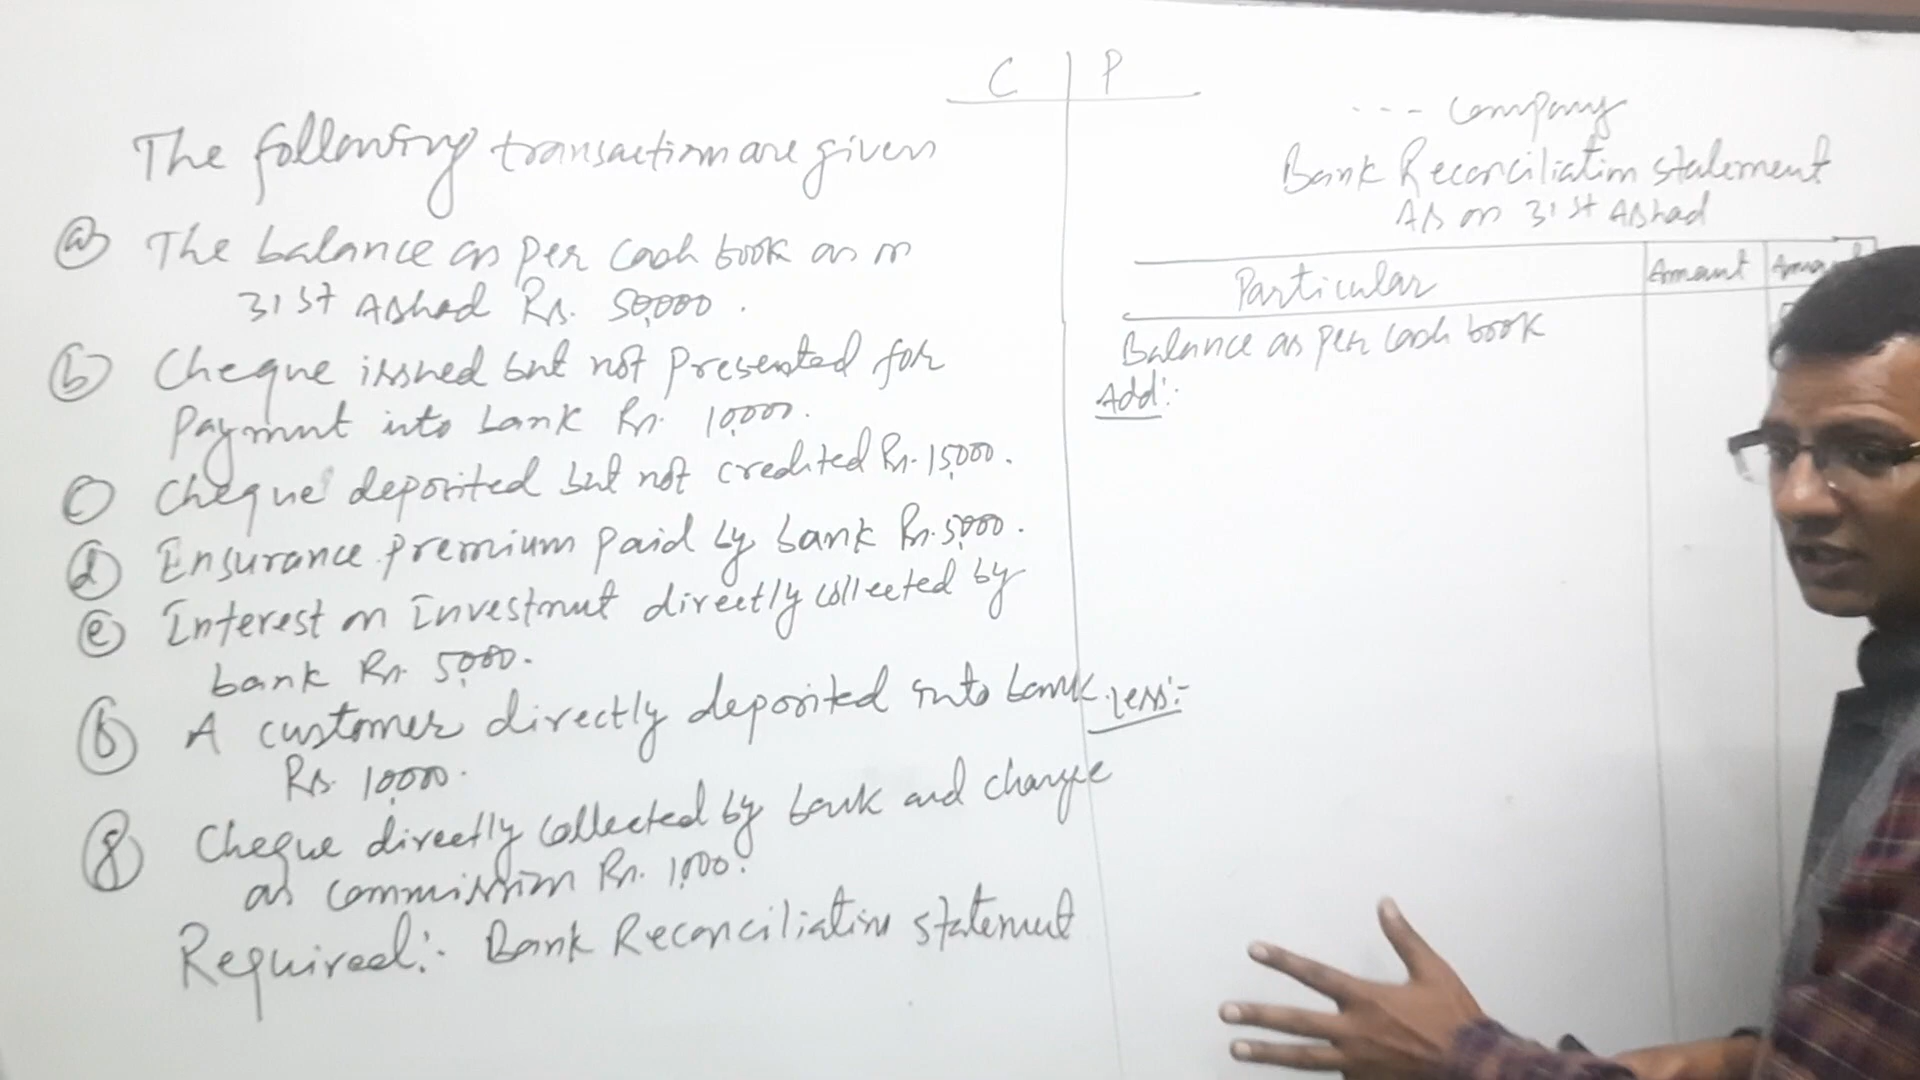 C P
The following transaction are given
ⓐ The balance as per cash book as on
31st Ashad Rs. 50,000.
ⓑ Cheque issued but not presented for
Payment into bank Rs. 10,000.
ⓒ Cheque deposited but not credited Rs. 15,000.
ⓓ Ensurance premium paid by bank Rs. 5,000.
ⓔ Interest on Investment directly collected by
bank Rs. 5,000.
ⓕ A customer directly deposited into bank
Rs. 10,000.
ⓖ Cheque directly collected by bank and charge
as commission Rs. 1,000.
Required:- Bank Reconciliation statement
--- Company
Bank Reconciliation statement
As on 31st Ashad
Particular Amount
Balance as per cash book
Add:-
Less:-